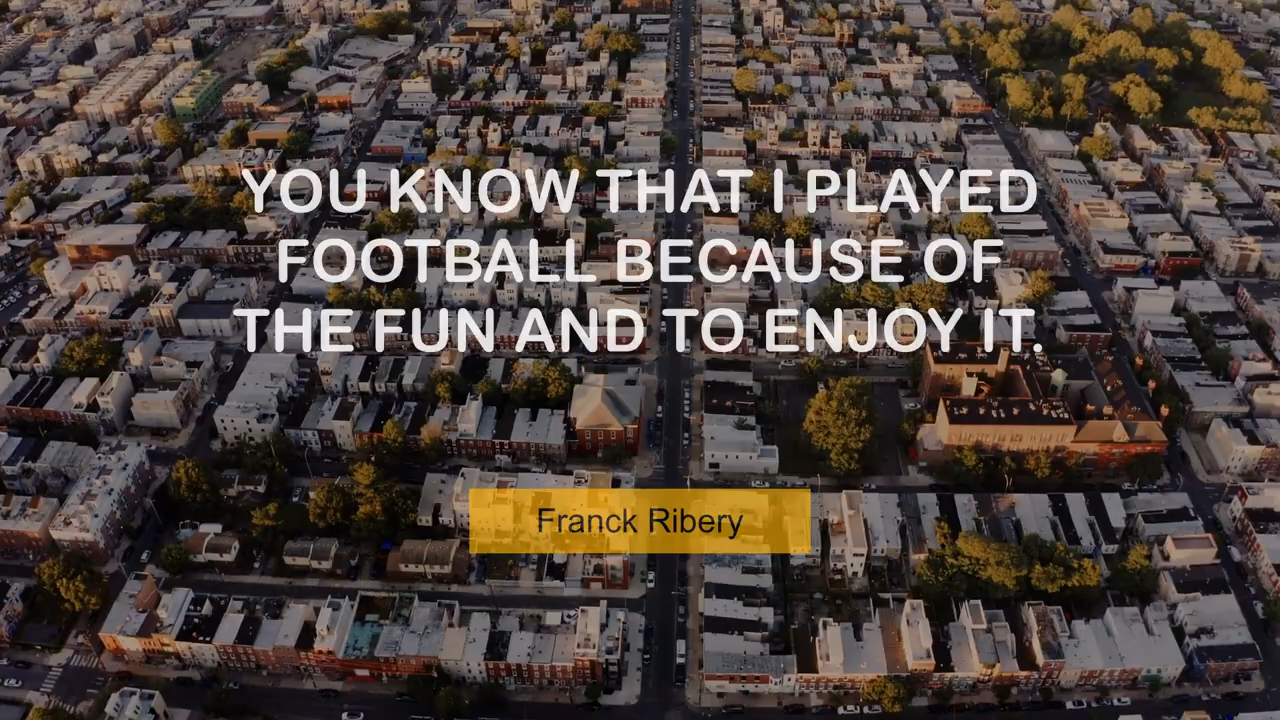 YOU KNOW THAT I PLAYED
FOOTBALL BECAUSE OF
THE FUN AND TO ENJOY IT.
Franck Ribery